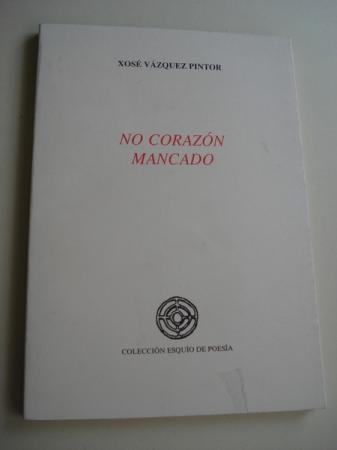 XOSÉ VÁZQUEZ PINTOR
NO CORAZÓN
MANCADO
COLECCIÓN ESQUÍO DE POESÍA